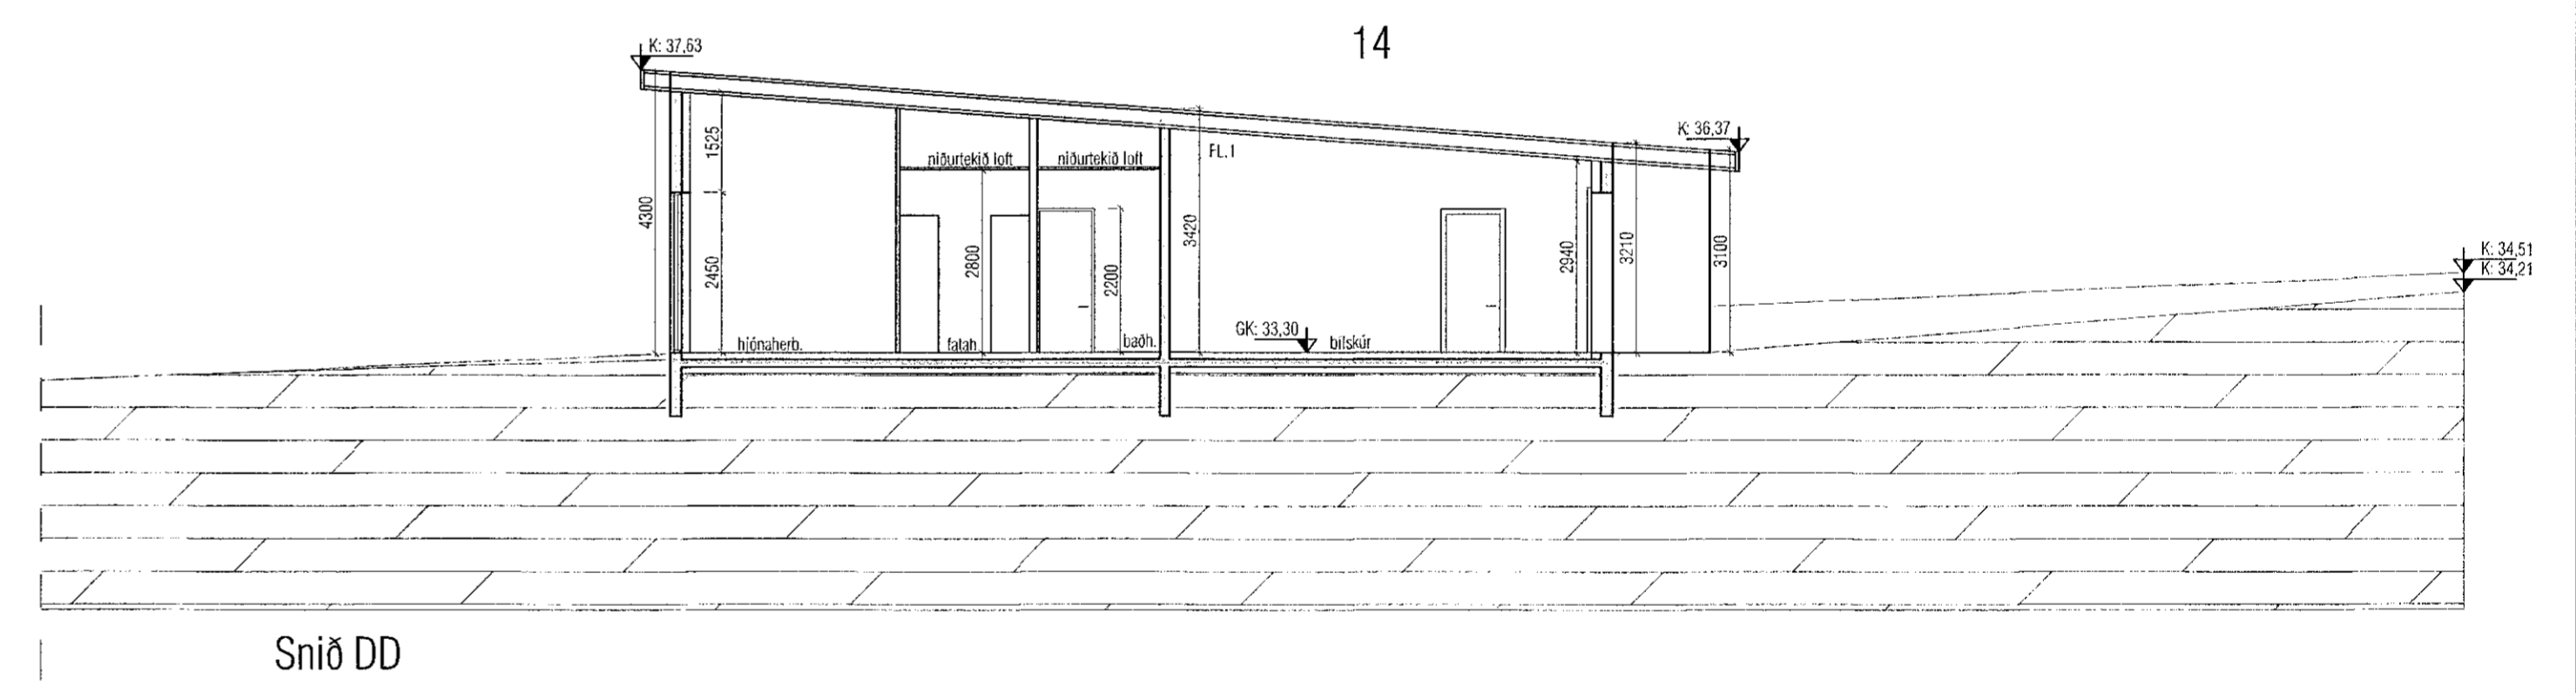 14
K: 37,63
K: 36,37
1525
niðurtekið loft
niðurtekið loft
FL.1
4300
2450
2800
2200
3420
2940
3210
3100
K: 34,51
K: 34,21
GK: 33,30
hjónaherb.
fatah.
baðh.
bílskúr
Snið DD